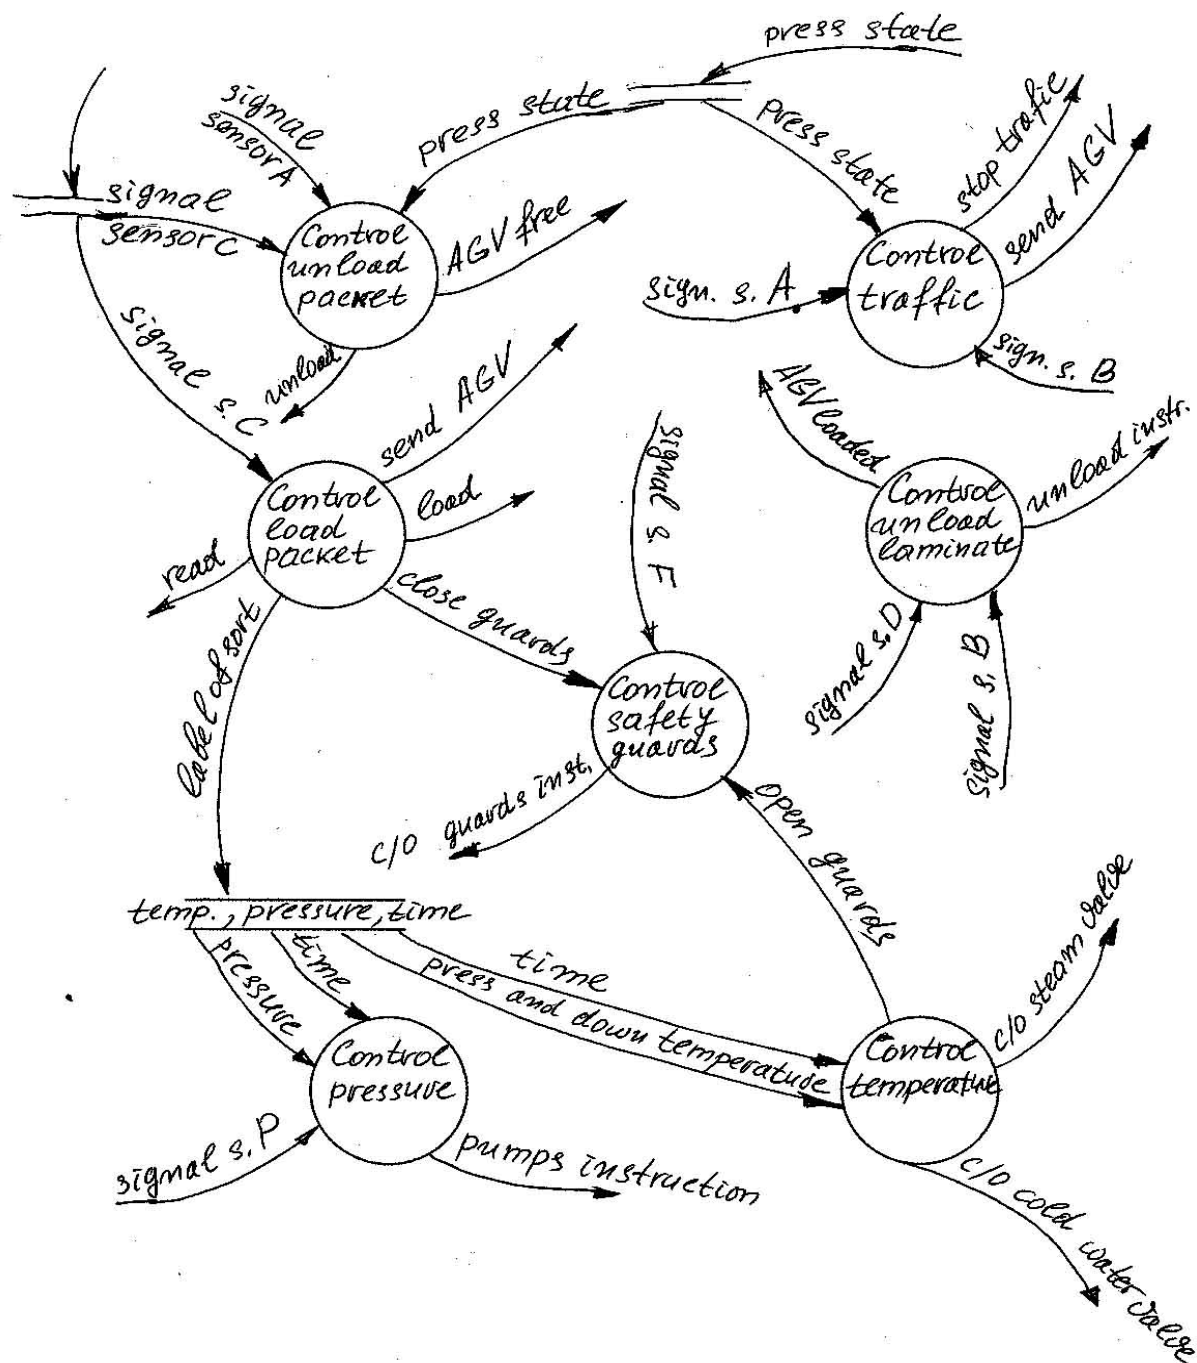 press state
signal
sensor A
press state
press state
stop trafic
send AGV
signal
sensor C
Control
unload
packet
AGV free
Control
traffic
sign. s. A
sign. s. B
signal s. C
unload
send AGV
AGV loaded
unload instr.
signal s. F
Control
load
packet
load
Control
unload
laminate
read
close guards
label of sort
signal s. D
signal s. B
Control
safety
guards
c/o guards inst.
open guards
temp., pressure, time
pressure
time
time
press and down temperature
c/o steam valve
Control
pressure
Control
temperature
signal s. P
pumps instruction
c/o cold water valve